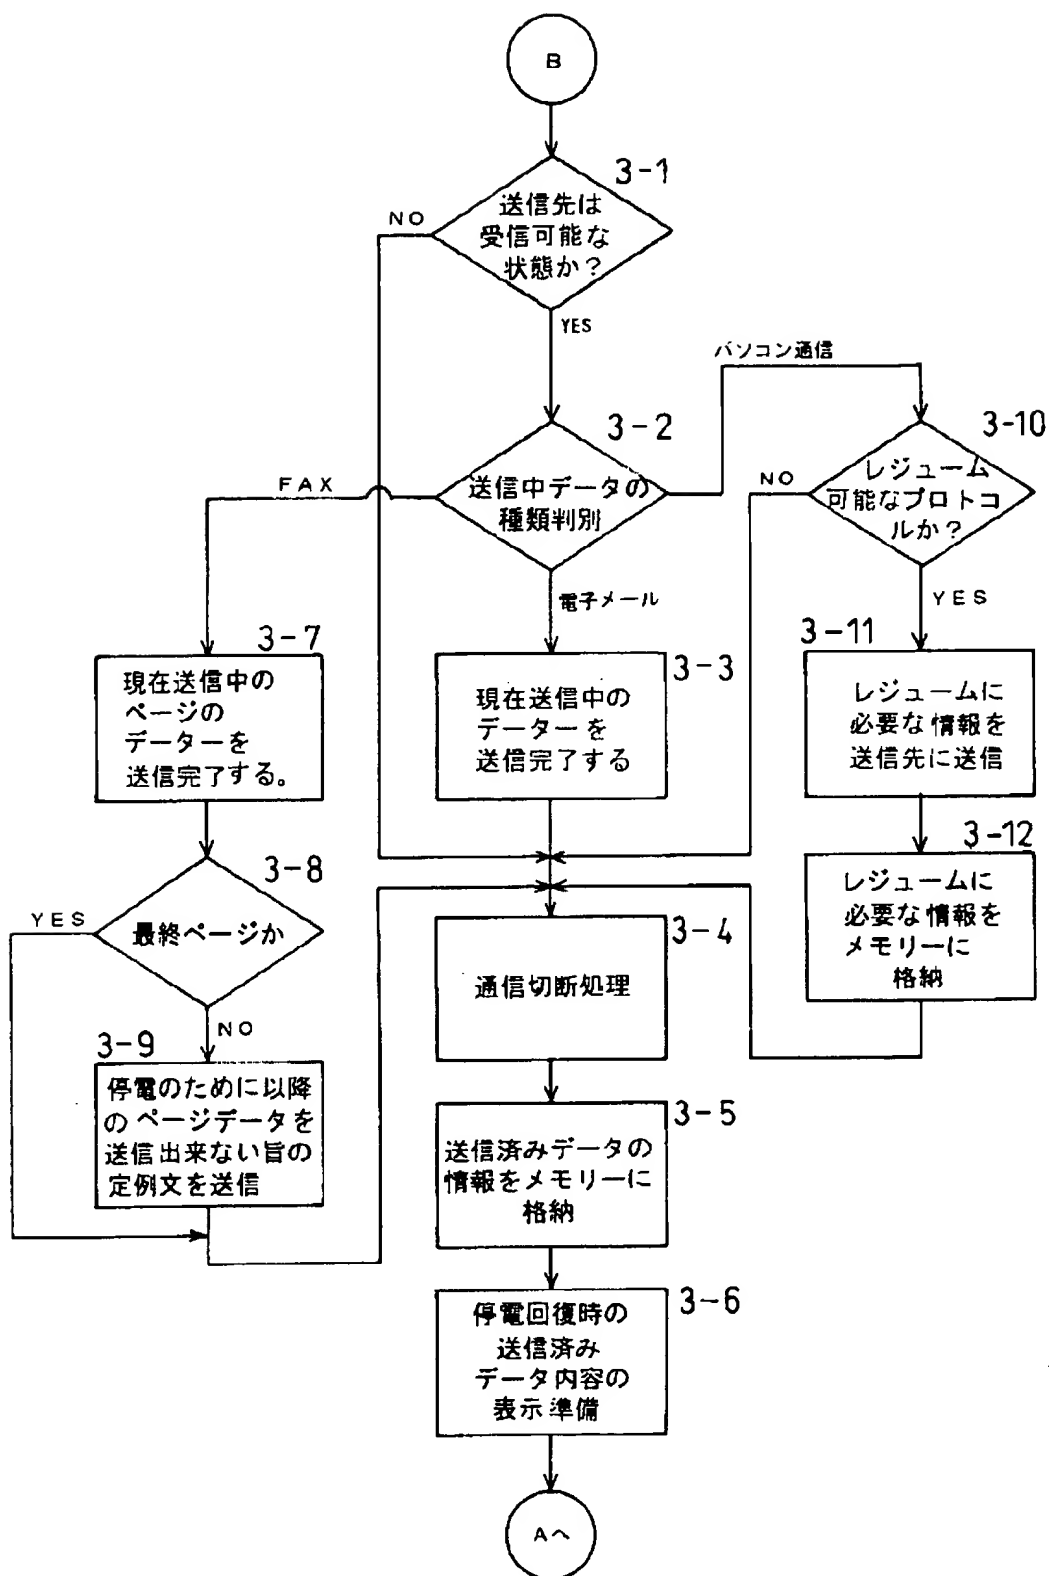 B
3-1
送信先は
受信可能な
状態か?
NO
YES
パソコン通信
3-2
送信中データの
種類判別
FAX
電子メール
3-10
レジューム
可能なプロトコ
ルか?
NO
YES
3-7
現在送信中の
ページの
データーを
送信完了する。
3-3
現在送信中の
データーを
送信完了する
3-11
レジュームに
必要な情報を
送信先に送信
3-12
レジュームに
必要な情報を
メモリーに
格納
3-8
最終ページか
YES
NO
3-4
通信切断処理
3-9
停電のために以降
のページデータを
送信出来ない旨の
定例文を送信
3-5
送信済みデータの
情報をメモリーに
格納
3-6
停電回復時の
送信済み
データ内容の
表示準備
Aへ